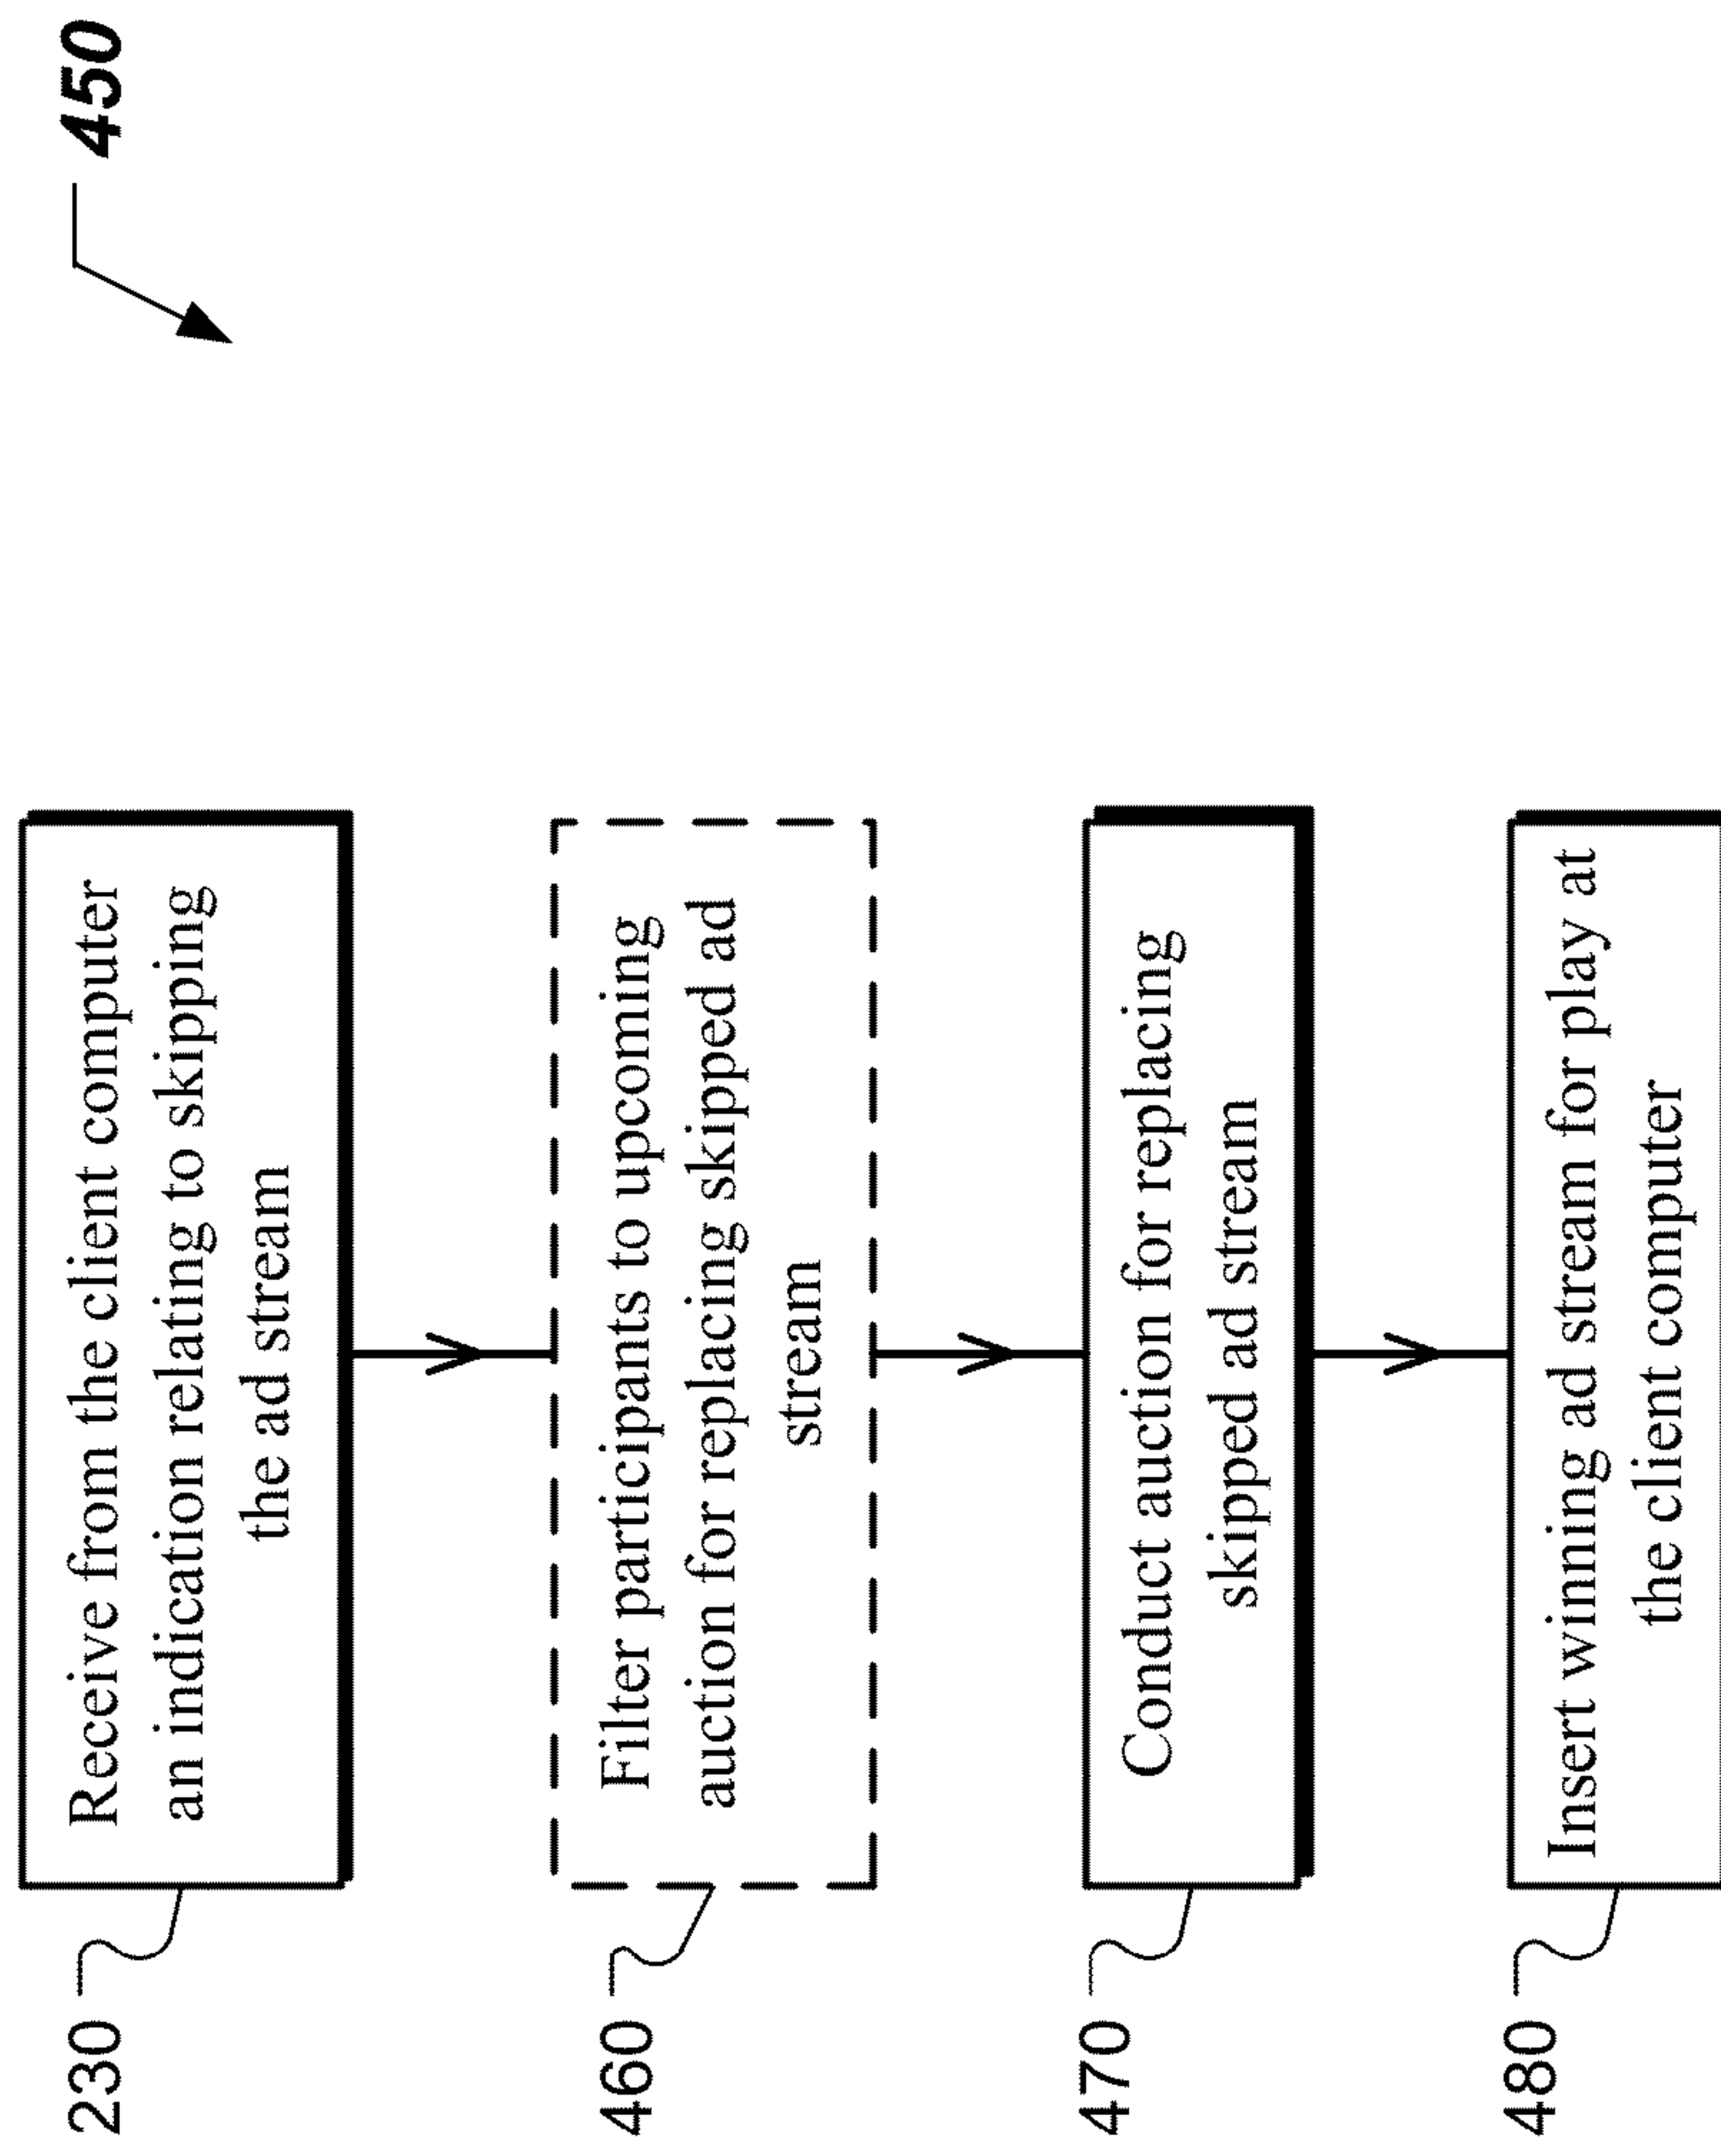 450
230
Receive from the client computer
an indication relating to skipping
the ad stream
460
Filter participants to upcoming
auction for replacing skipped ad
stream
470
Conduct auction for replacing
skipped ad stream
480
Insert winning ad stream for play at
the client computer